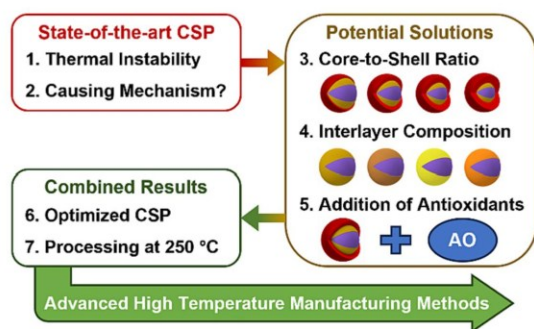 State-of-the-art CSP
1. Thermal Instability
2. Causing Mechanism?
Potential Solutions
3. Core-to-Shell Ratio
4. Interlayer Composition
5. Addition of Antioxidants
AO
Combined Results
6. Optimized CSP
7. Processing at 250 °C
Advanced High Temperature Manufacturing Methods